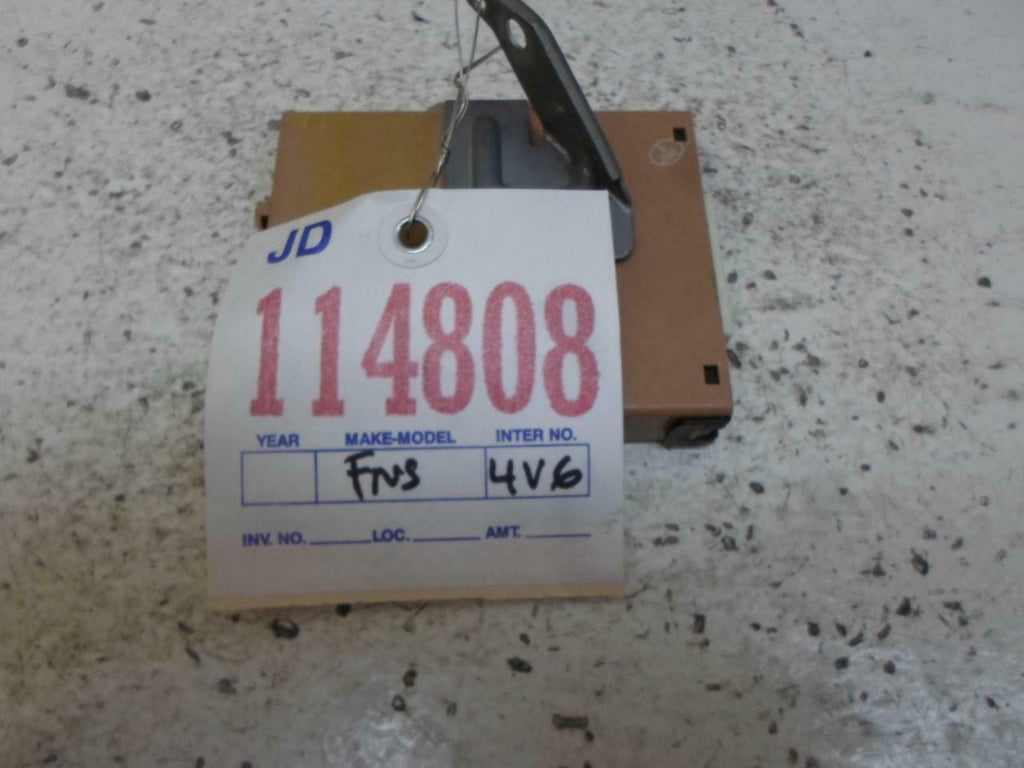 JD
114808
YEAR MAKE-MODEL INTER NO.
FNS 4V6
INV. NO. LOC. AMT.